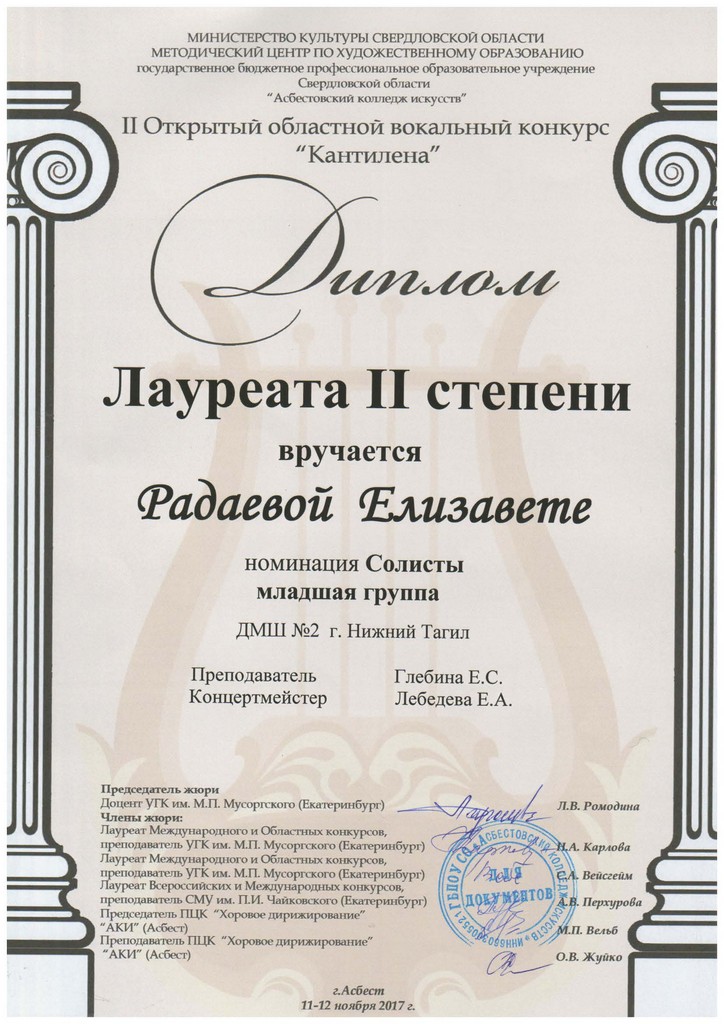 МИНИСТЕРСТВО КУЛЬТУРЫ СВЕРДЛОВСКОЙ ОБЛАСТИ
МЕТОДИЧЕСКИЙ ЦЕНТР ПО ХУДОЖЕСТВЕННОМУ ОБРАЗОВАНИЮ
государственное бюджетное профессиональное образовательное учреждение
Свердловской области
"Асбестовский колледж искусств"
II Открытый областной вокальный конкурс
"Кантилена"
Диплом
Лауреата II степени
вручается
Радаевой Елизавете
номинация Солисты
младшая группа
ДМШ №2 г. Нижний Тагил
Преподаватель Глебина Е.С.
Концертмейстер Лебедева Е.А.
Председатель жюри
Доцент УГК им. М.П. Мусоргского (Екатеринбург) Л.В. Ромодина
Члены жюри:
Лауреат Международного и Областных конкурсов,
преподаватель УГК им. М.П. Мусоргского (Екатеринбург) Н.А. Карлова
Лауреат Международного и Областных конкурсов,
преподаватель УГК им. М.П. Мусоргского (Екатеринбург) С.А. Вейсгейм
Лауреат Всероссийских и Международных конкурсов,
преподаватель СМУ им. П.И. Чайковского (Екатеринбург) А.В. Перхурова
Председатель ПЦК "Хоровое дирижирование"
"АКИ" (Асбест) М.П. Вельб
Преподаватель ПЦК "Хоровое дирижирование"
"АКИ" (Асбест) О.В. Жуйко
ГБПОУ СО "АСБЕСТОВСКИЙ КОЛЛЕДЖ ИСКУССТВ"
ДЛЯ
ДОКУМЕНТОВ
г.Асбест
11-12 ноября 2017 г.